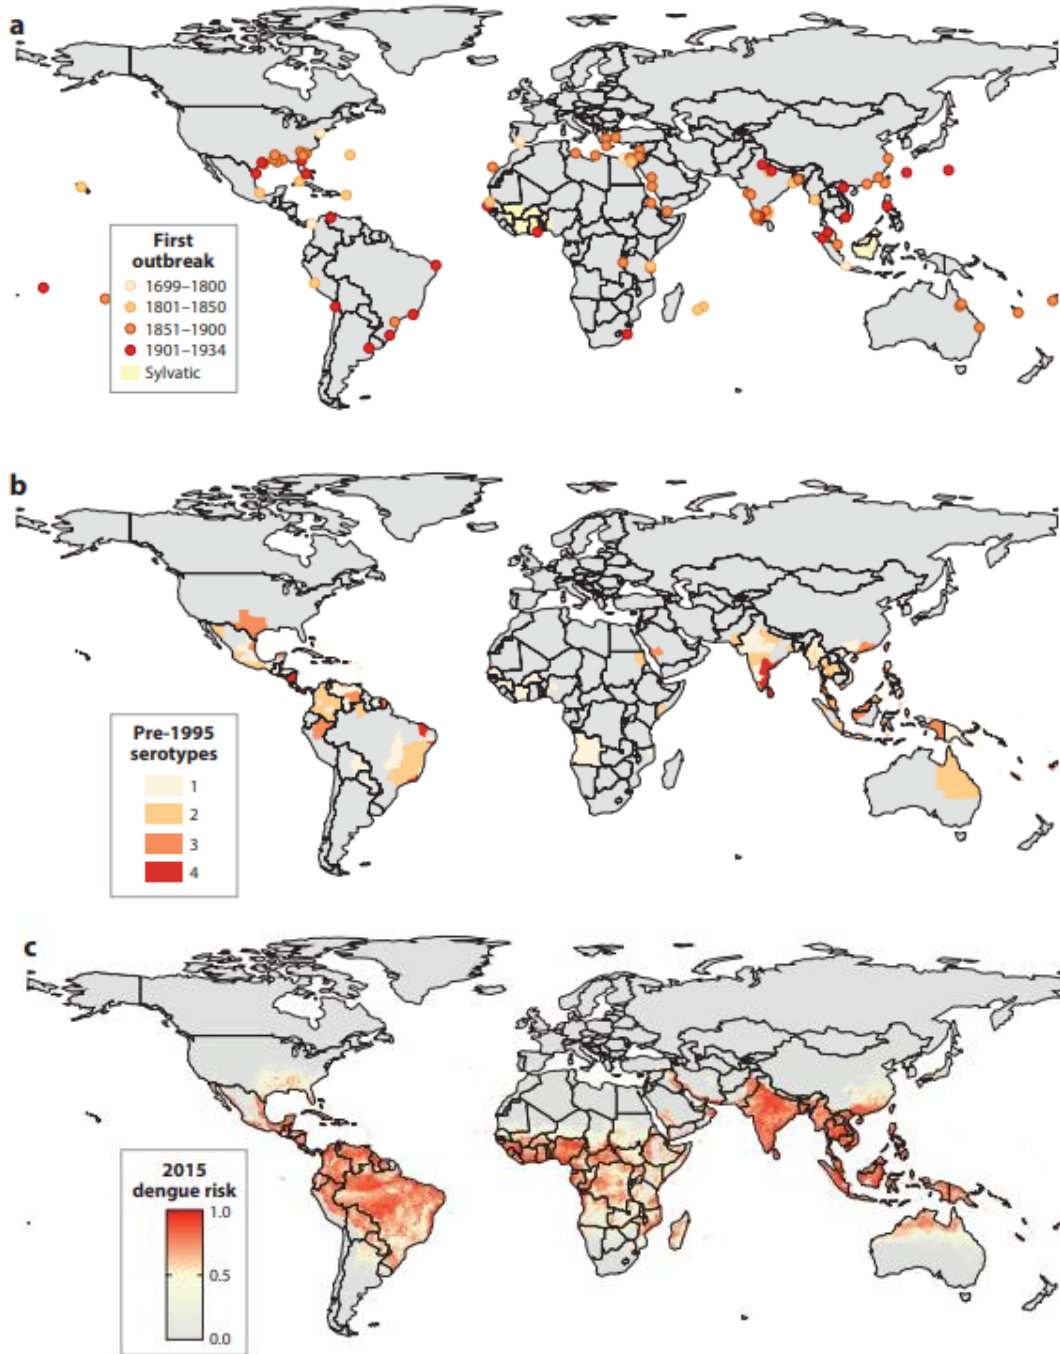 a
First
outbreak
1699–1800
1801–1850
1851–1900
1901–1934
Sylvatic
b
Pre-1995
serotypes
1
2
3
4
c
2015
dengue risk
1.0
0.5
0.0